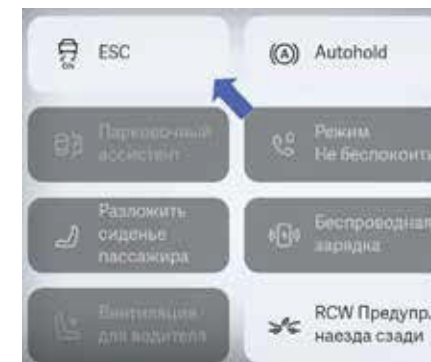 ESC
ON
Autohold
Парковочный
ассистент
Режим
Не беспокоить
Разложить
сиденье
пассажира
Беспроводная
зарядка
Вентиляция
для водителя
RCW Предупр.
наезда сзади